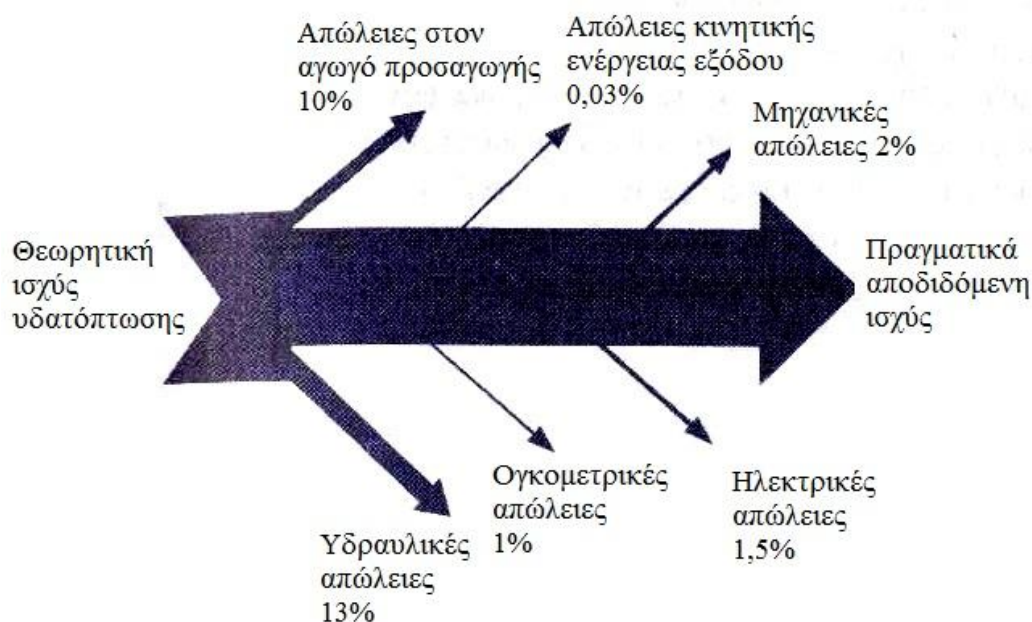 Απώλειες στον
αγωγό προσαγωγής
10%
Απώλειες κινητικής
ενέργειας εξόδου
0,03%
Μηχανικές
απώλειες 2%
Θεωρητική
ισχύς
υδατόπτωσης
Πραγματικά
αποδιδόμενη
ισχύς
Υδραυλικές
απώλειες
13%
Ογκομετρικές
απώλειες
1%
Ηλεκτρικές
απώλειες
1,5%